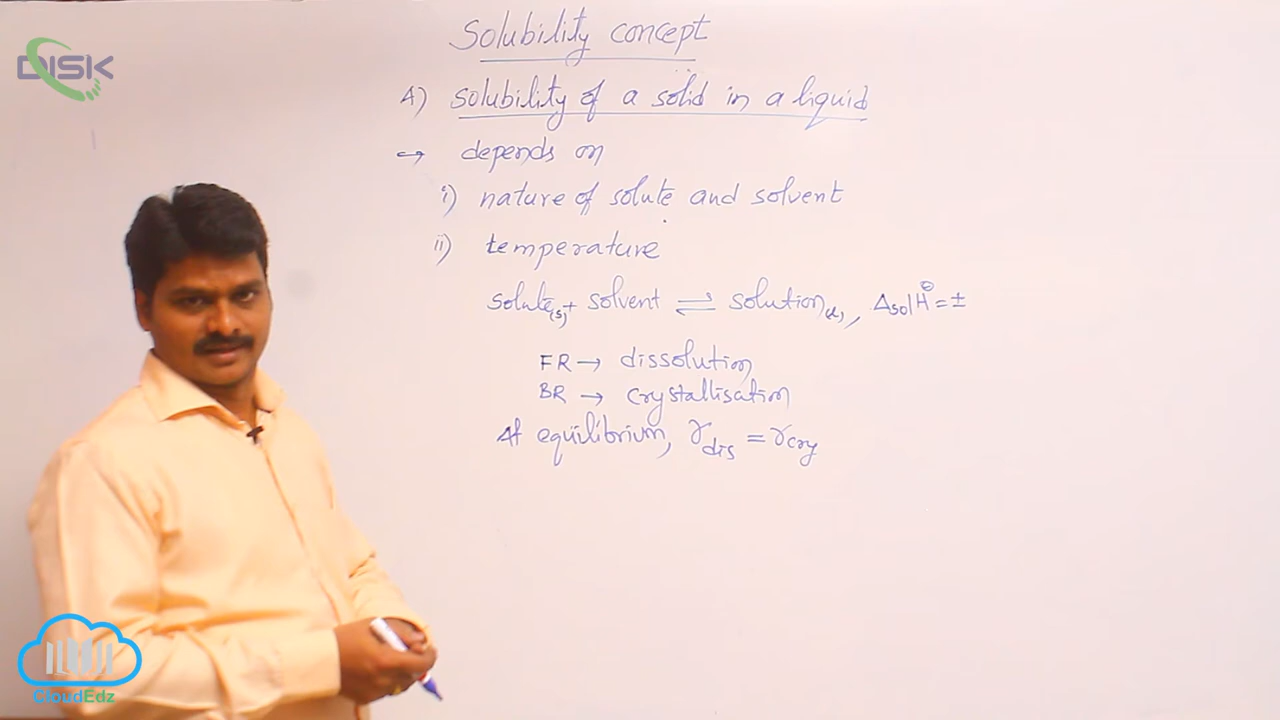 DISK
Solubility concept
A) solubility of a solid in a liquid
→ depends on
i) nature of solute and solvent
ii) temperature
solute(s) + solvent ⇌ solution(l), ΔsolH⊖ = ±
FR → dissolution
BR → crystallisation
At equilibrium, rdis = rcry
CloudEdz